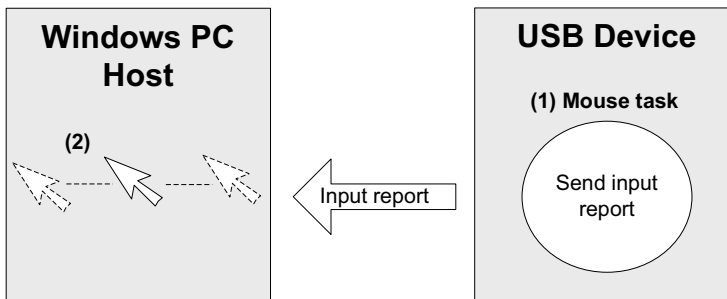 Windows PC
Host
(2)
Input report
USB Device
(1) Mouse task
Send input
report